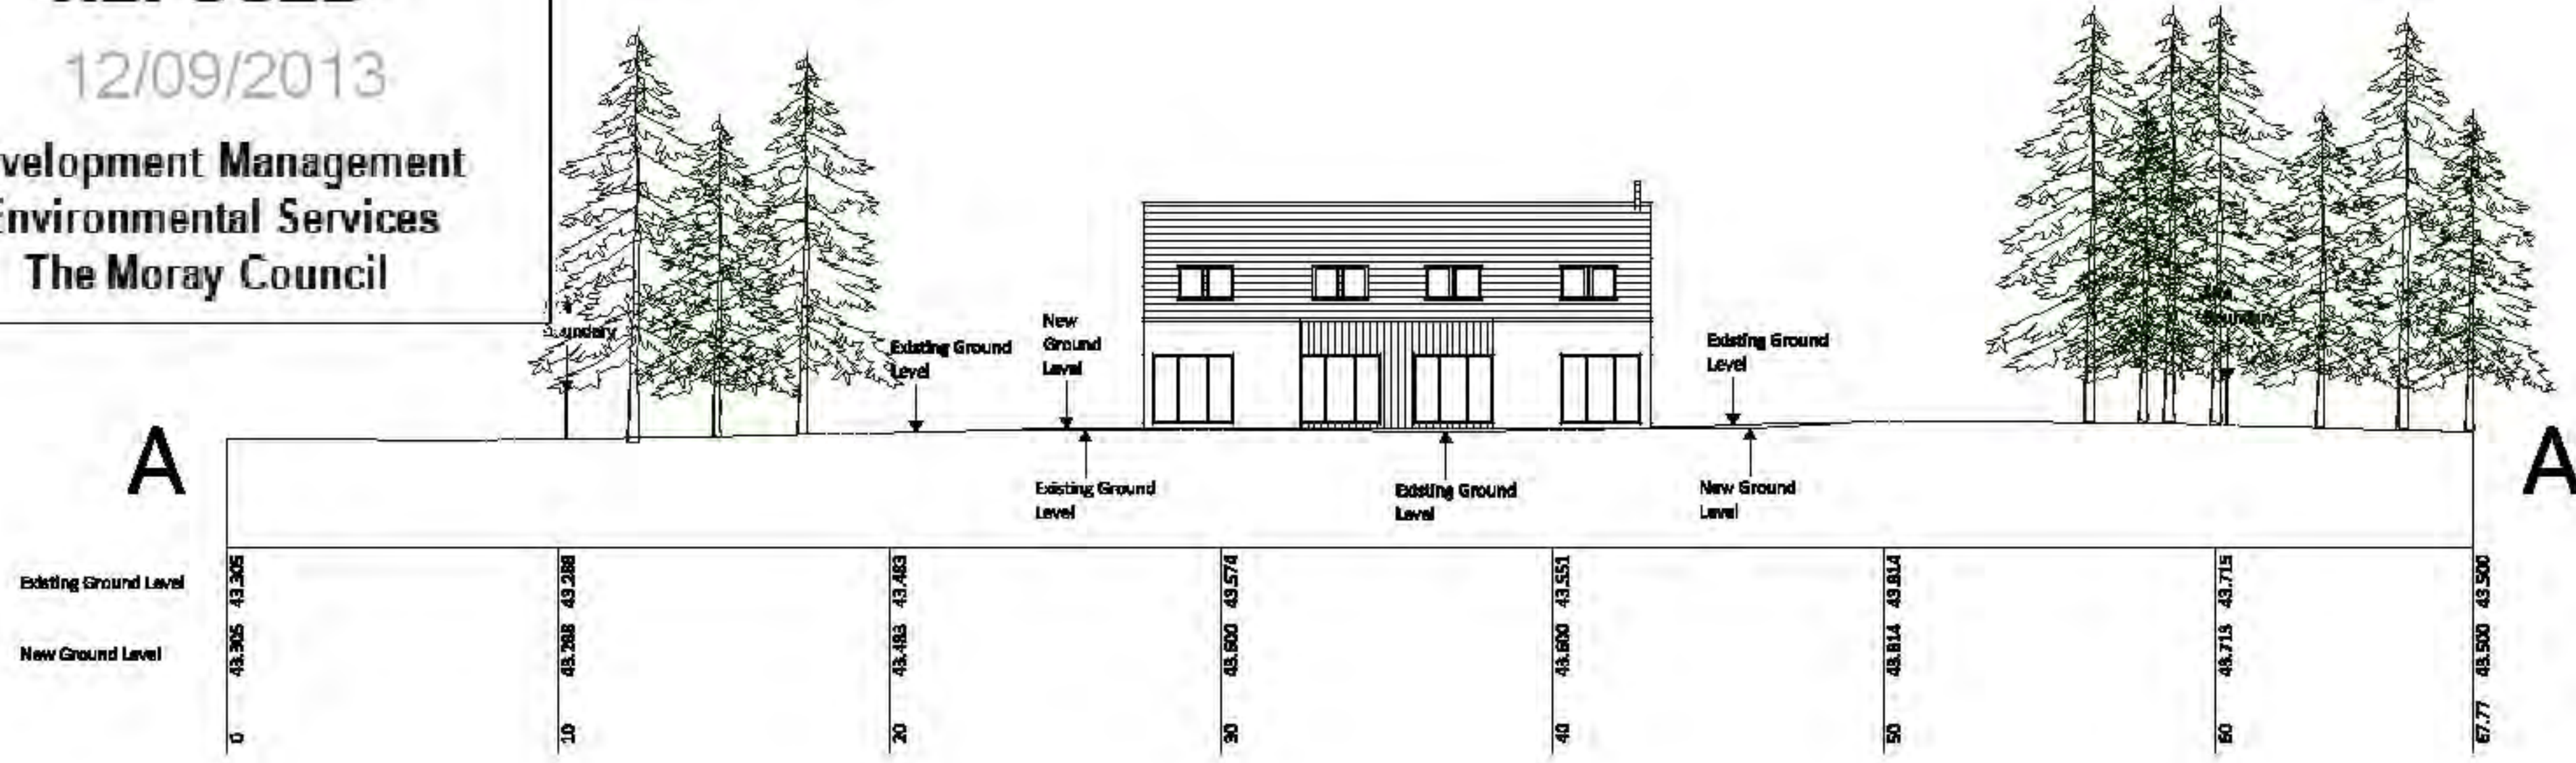 12/09/2013
velopment Management
nvironmental Services
The Moray Council
undary
Existing Ground
Level
New
Ground
Level
Existing Ground
Level
Boundary
A
A
Existing Ground
Level
Existing Ground
Level
New Ground
Level
Existing Ground Level
43.305
43.288
43.483
43.574
43.551
43.814
43.715
43.500
New Ground Level
43.305
43.288
43.483
43.600
43.600
43.814
43.715
43.500
0
10
20
30
40
50
60
67.77